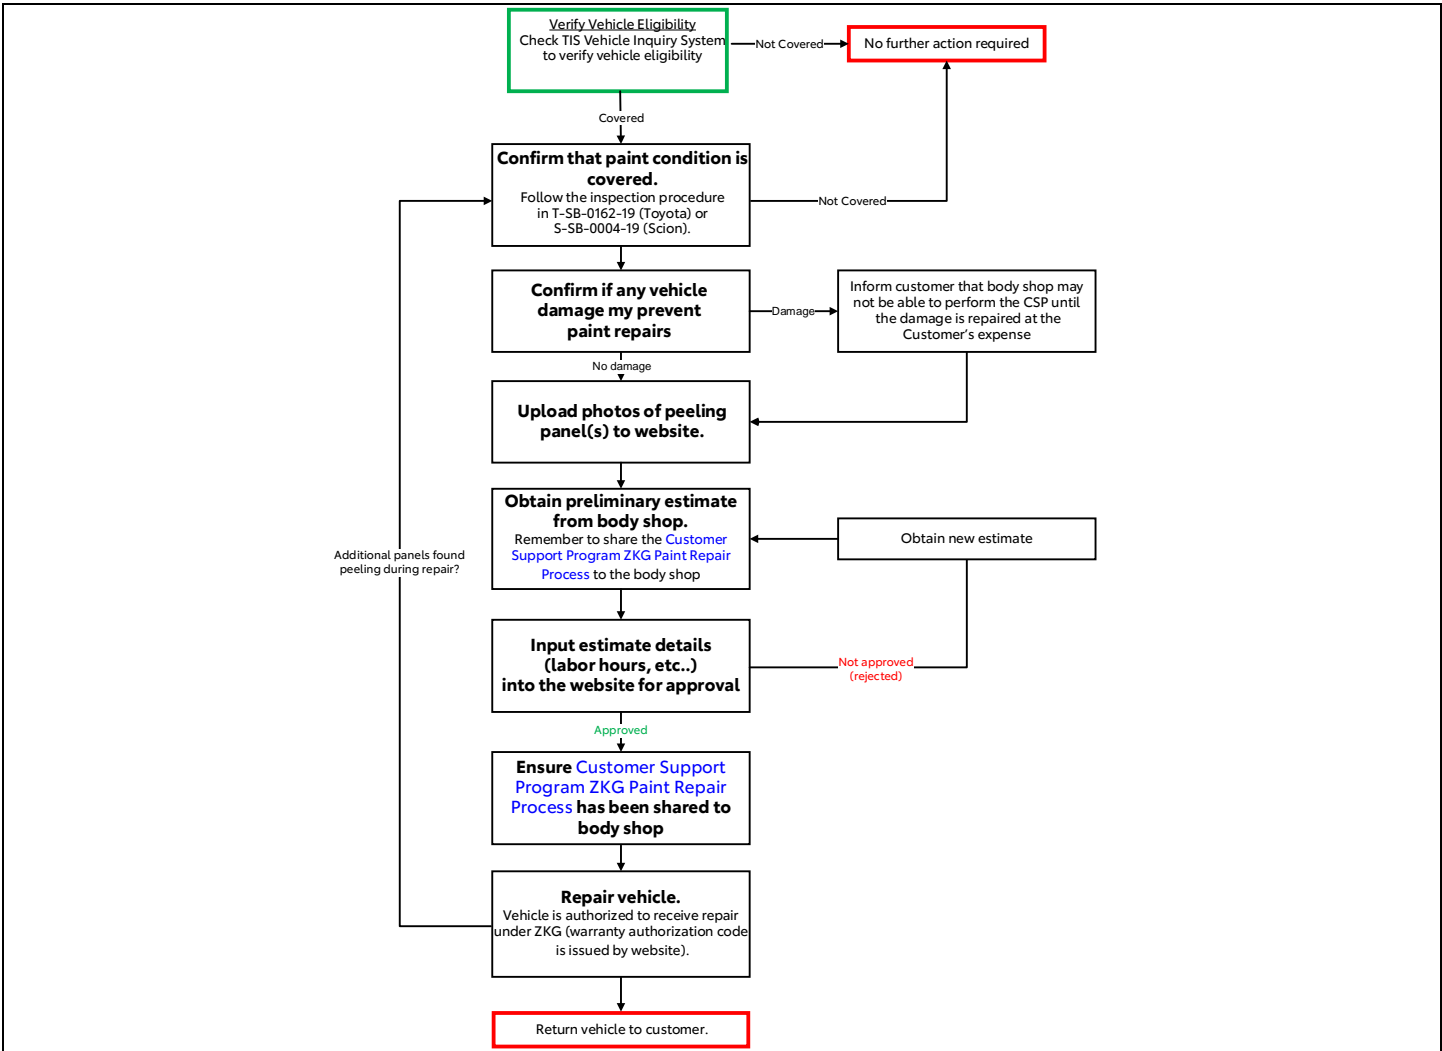 Verify Vehicle Eligibility
Check TIS Vehicle Inquiry System
to verify vehicle eligibility
Not Covered
No further action required
Covered
Confirm that paint condition is
covered.
Follow the inspection procedure
in T-SB-0162-19 (Toyota) or
S-SB-0004-19 (Scion).
Not Covered
Confirm if any vehicle
damage my prevent
paint repairs
Damage
Inform customer that body shop may
not be able to perform the CSP until
the damage is repaired at the
Customer's expense
No damage
Upload photos of peeling
panel(s) to website.
Obtain preliminary estimate
from body shop.
Remember to share the Customer
Support Program ZKG Paint Repair
Process to the body shop
Obtain new estimate
Additional panels found
peeling during repair?
Input estimate details
(labor hours, etc..)
into the website for approval
Not approved
(rejected)
Approved
Ensure Customer Support
Program ZKG Paint Repair
Process has been shared to
body shop
Repair vehicle.
Vehicle is authorized to receive repair
under ZKG (warranty authorization code
is issued by website).
Return vehicle to customer.